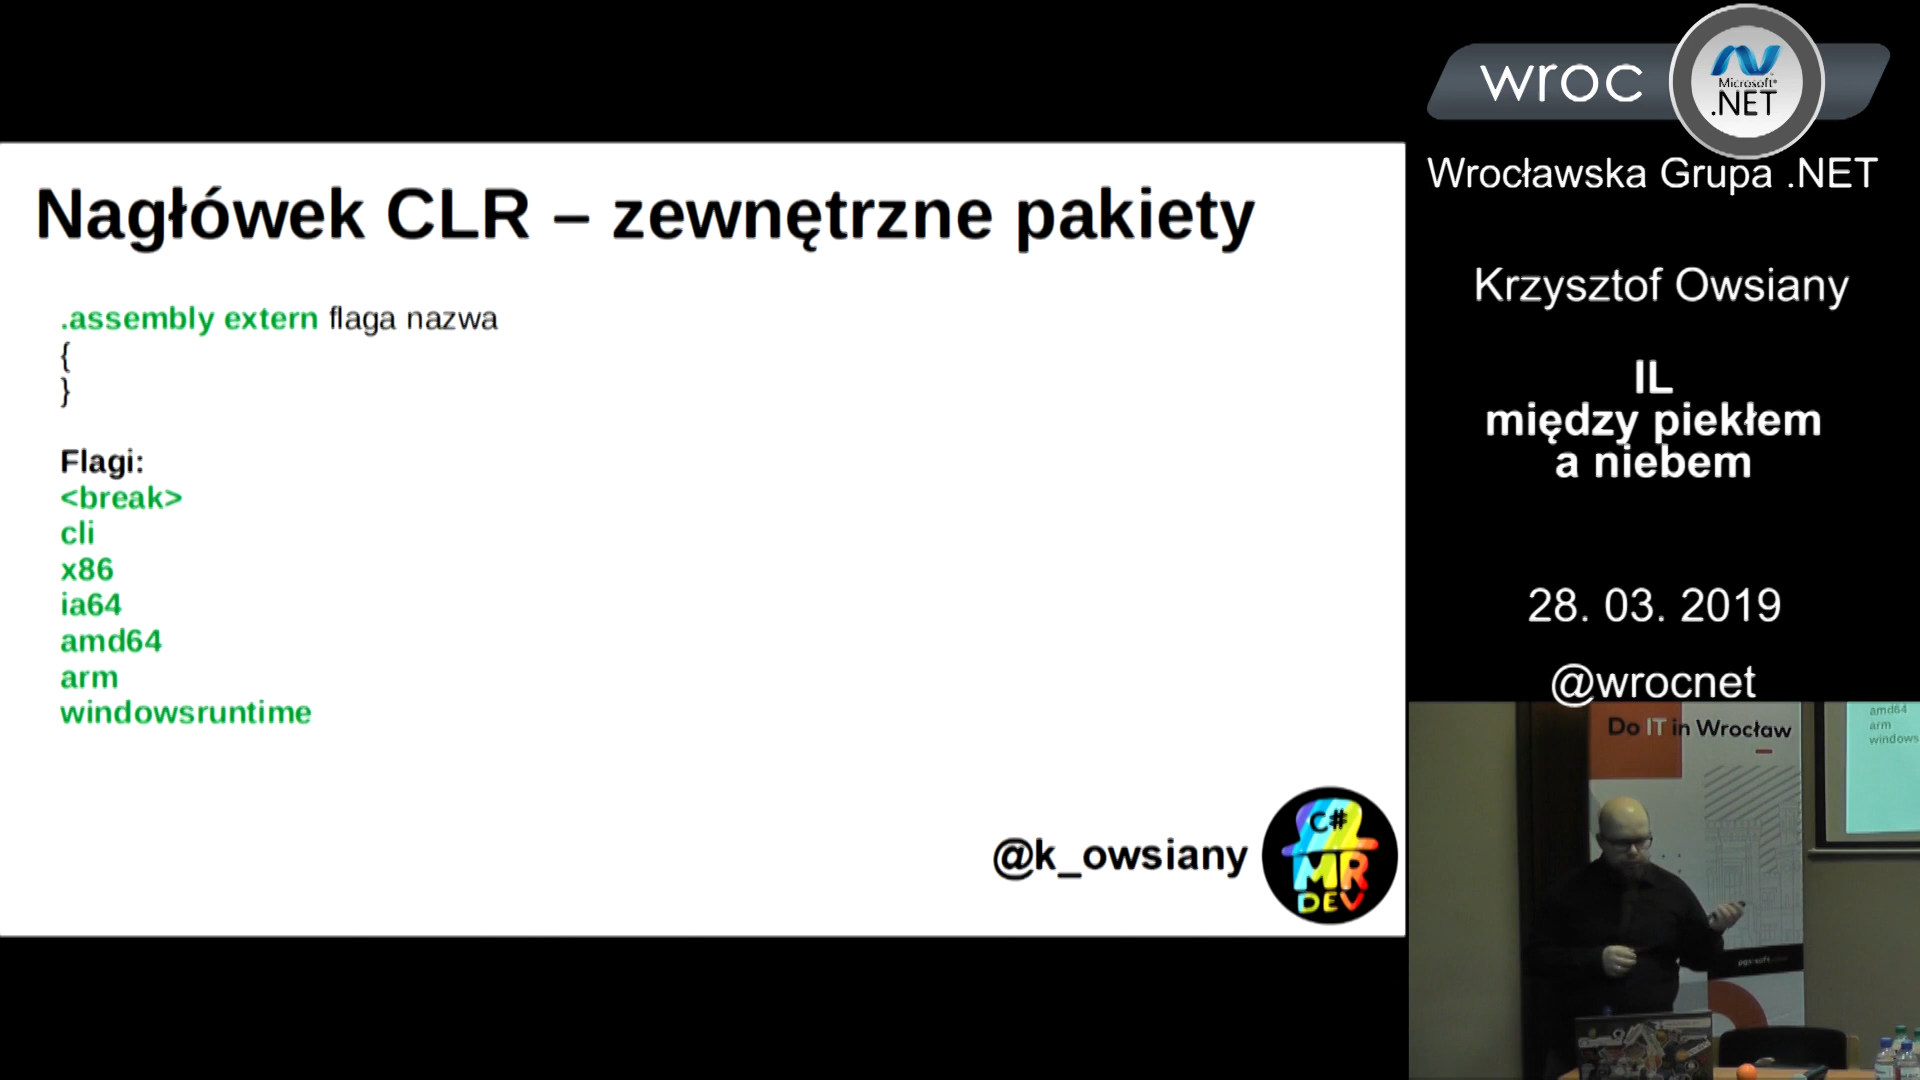 wroc
Microsoft
.NET
Wrocławska Grupa .NET
Nagłówek CLR – zewnętrzne pakiety
.assembly extern flaga nazwa
{
}
Flagi:
<break>
cli
x86
ia64
amd64
arm
windowsruntime
@k_owsiany
C#
MR
DEV
Krzysztof Owsiany
IL
między piekłem
a niebem
28. 03. 2019
@wrocnet
Do IT in Wrocław
amd64
arm
windows